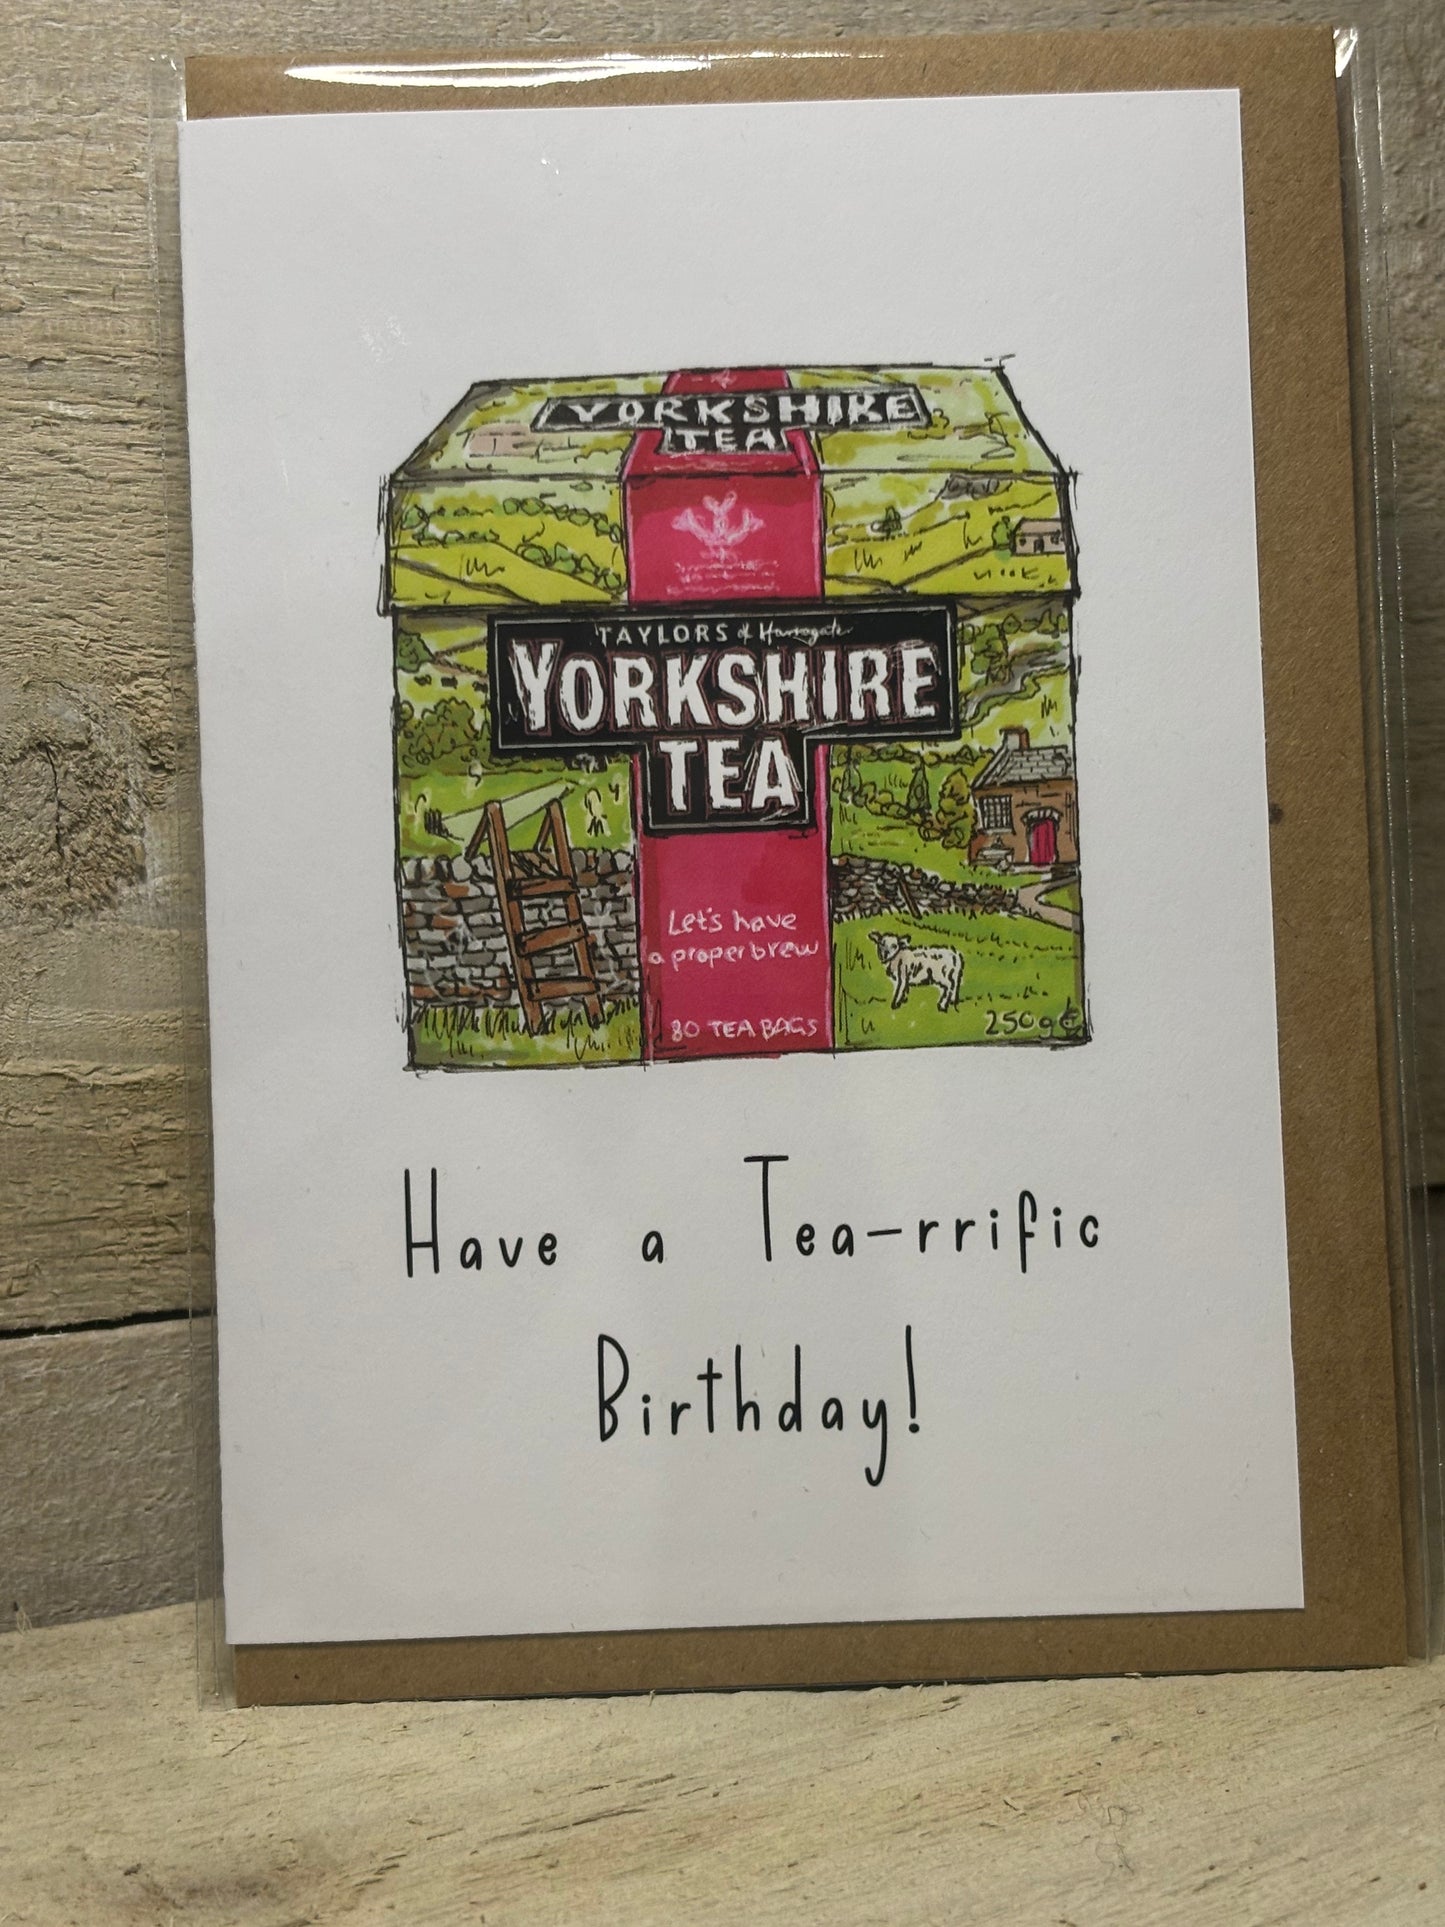 YORKSHIRE
TEA
TAYLORS of Harrogate
YORKSHIRE
TEA
Let's have
a proper brew
80 TEA BAGS
250g e
Have a Tea-rrific
Birthday!